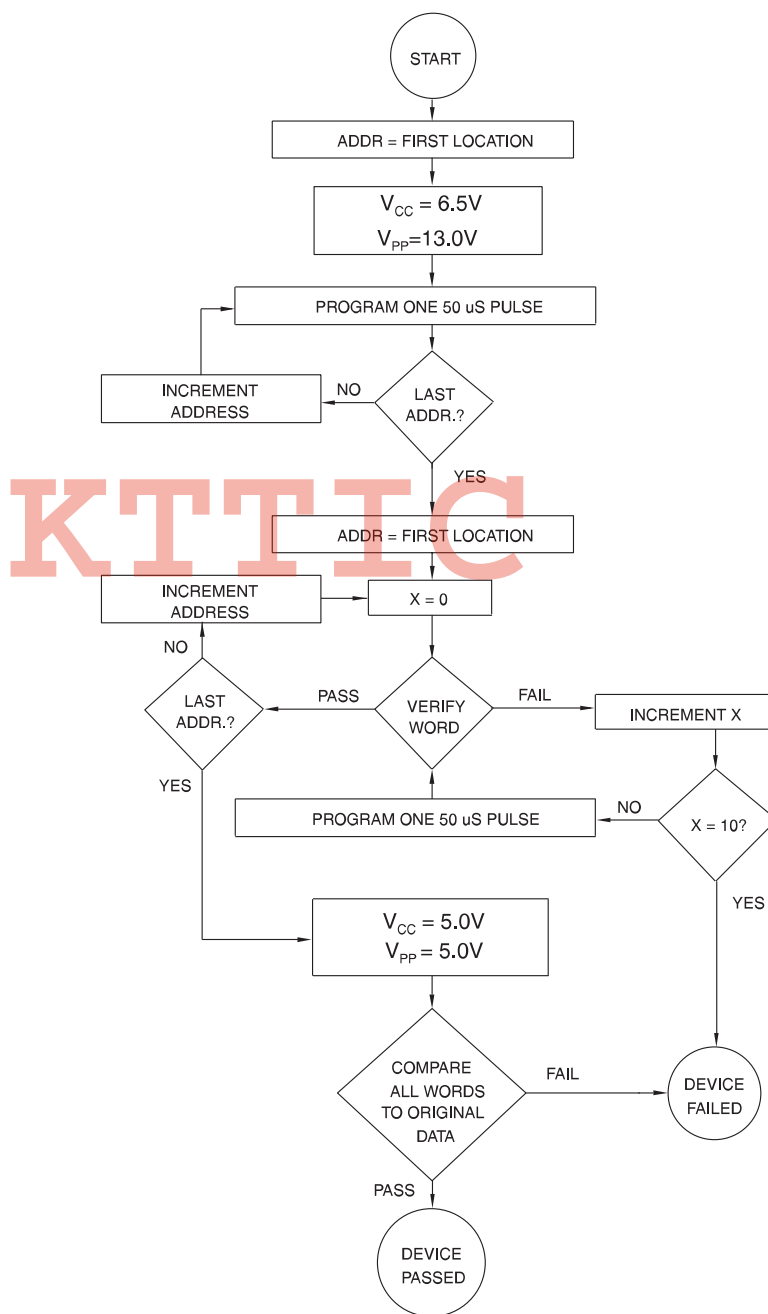 START
ADDR = FIRST LOCATION
VCC = 6.5V
VPP=13.0V
PROGRAM ONE 50 uS PULSE
INCREMENT
ADDRESS
NO
LAST
ADDR.?
YES
KTTIC
ADDR = FIRST LOCATION
INCREMENT
ADDRESS
X = 0
NO
LAST
ADDR.?
PASS
VERIFY
WORD
FAIL
INCREMENT X
YES
PROGRAM ONE 50 uS PULSE
NO
X = 10?
YES
VCC = 5.0V
VPP = 5.0V
COMPARE
ALL WORDS
TO ORIGINAL
DATA
FAIL
DEVICE
FAILED
PASS
DEVICE
PASSED